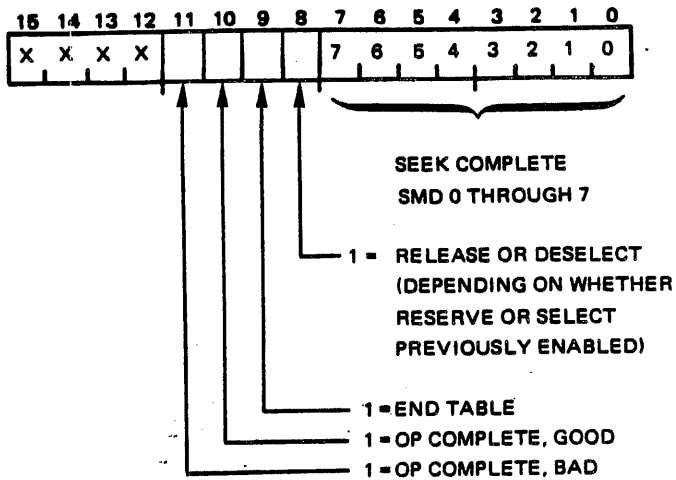 15 14 13 12 11 10 9 8 7 6 5 4 3 2 1 0
X X X X 7 6 5 4 3 2 1 0
SEEK COMPLETE
SMD 0 THROUGH 7
1 = RELEASE OR DESELECT
(DEPENDING ON WHETHER
RESERVE OR SELECT
PREVIOUSLY ENABLED)
1 = END TABLE
1 = OP COMPLETE, GOOD
1 = OP COMPLETE, BAD